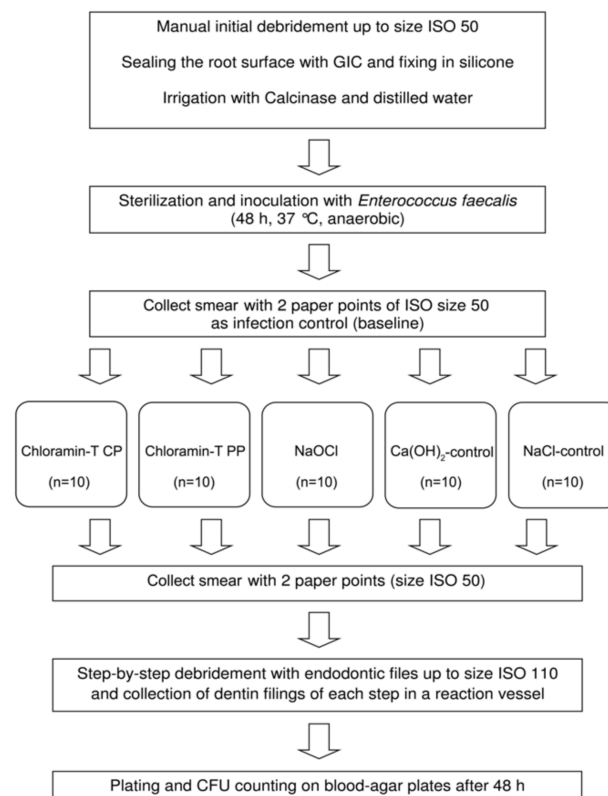 Manual initial debridement up to size ISO 50
Sealing the root surface with GIC and fixing in silicone
Irrigation with Calcinase and distilled water
Sterilization and inoculation with Enterococcus faecalis
(48 h, 37 °C, anaerobic)
Collect smear with 2 paper points of ISO size 50
as infection control (baseline)
Chloramin-T CP
(n=10)
Chloramin-T PP
(n=10)
NaOCl
(n=10)
Ca(OH)₂-control
(n=10)
NaCl-control
(n=10)
Collect smear with 2 paper points (size ISO 50)
Step-by-step debridement with endodontic files up to size ISO 110
and collection of dentin filings of each step in a reaction vessel
Plating and CFU counting on blood-agar plates after 48 h